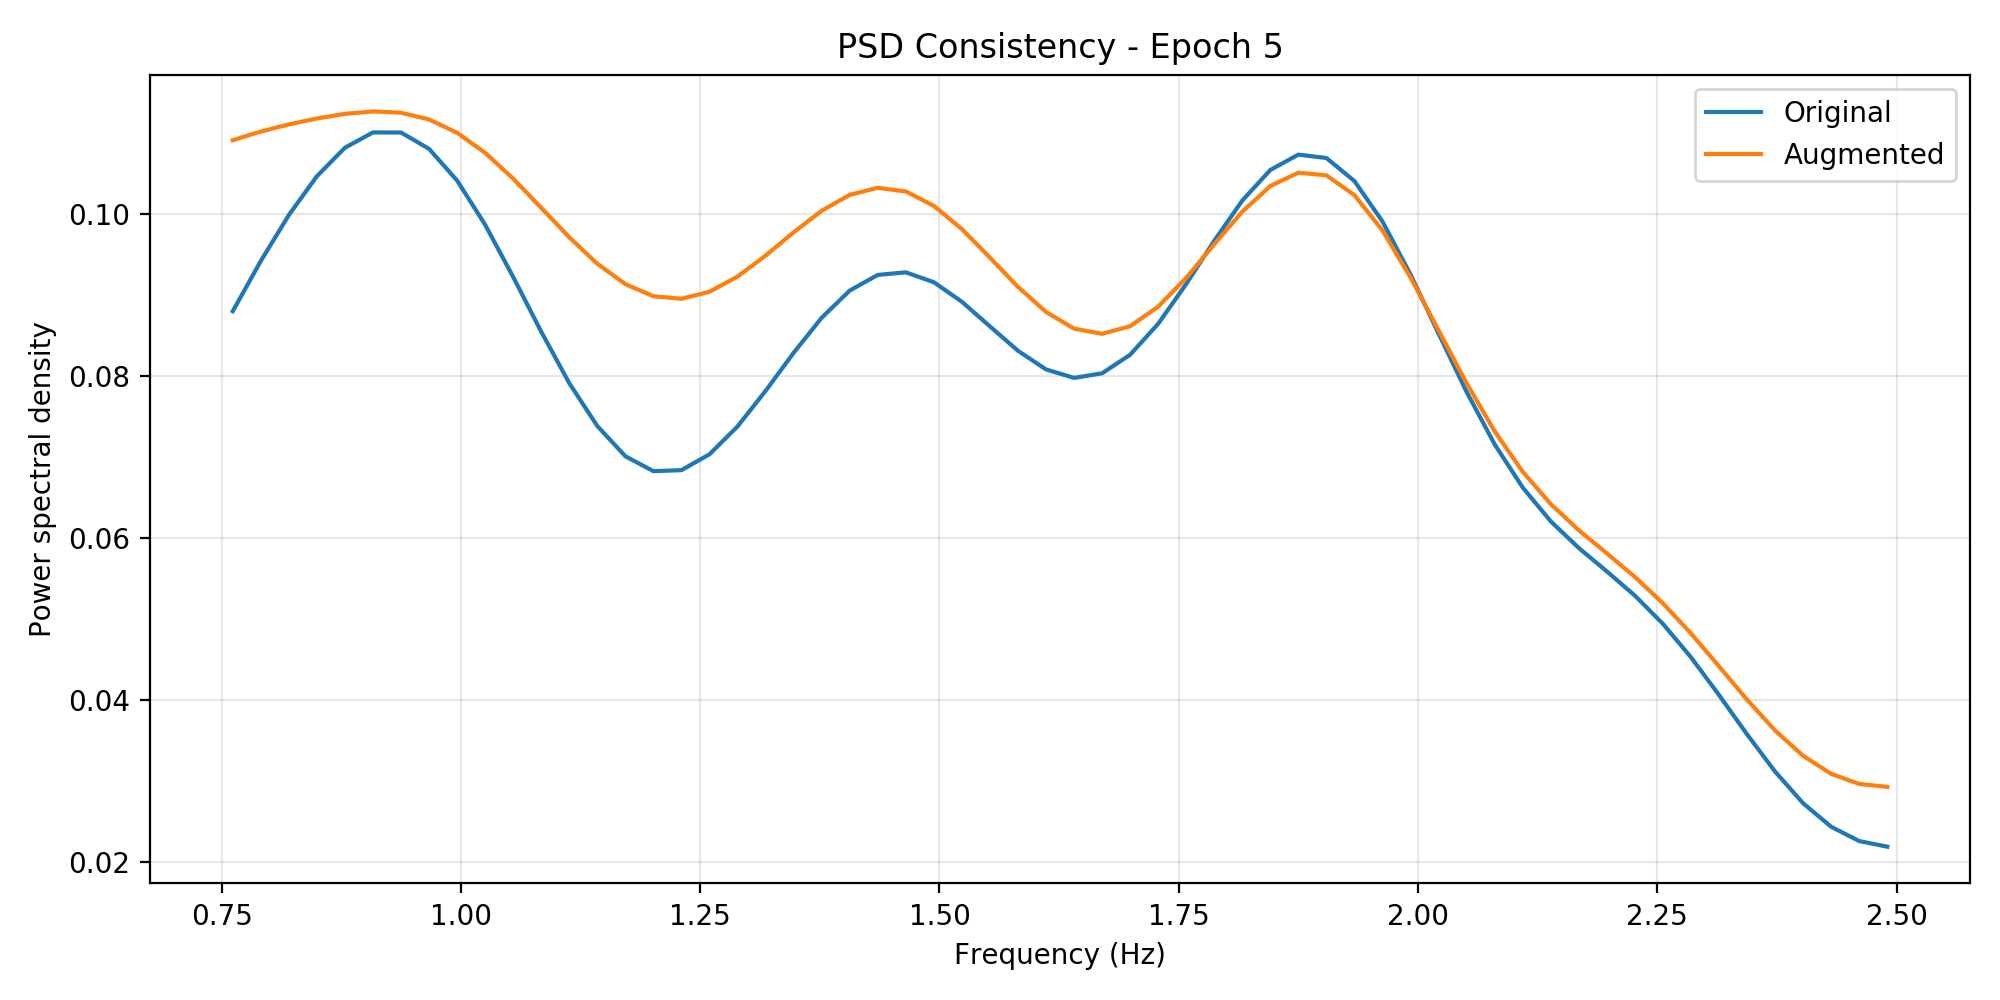 PSD Consistency - Epoch 5
Original
Augmented
Power spectral density
0.10
0.08
0.06
0.04
0.02
0.75 1.00 1.25 1.50 1.75 2.00 2.25 2.50
Frequency (Hz)